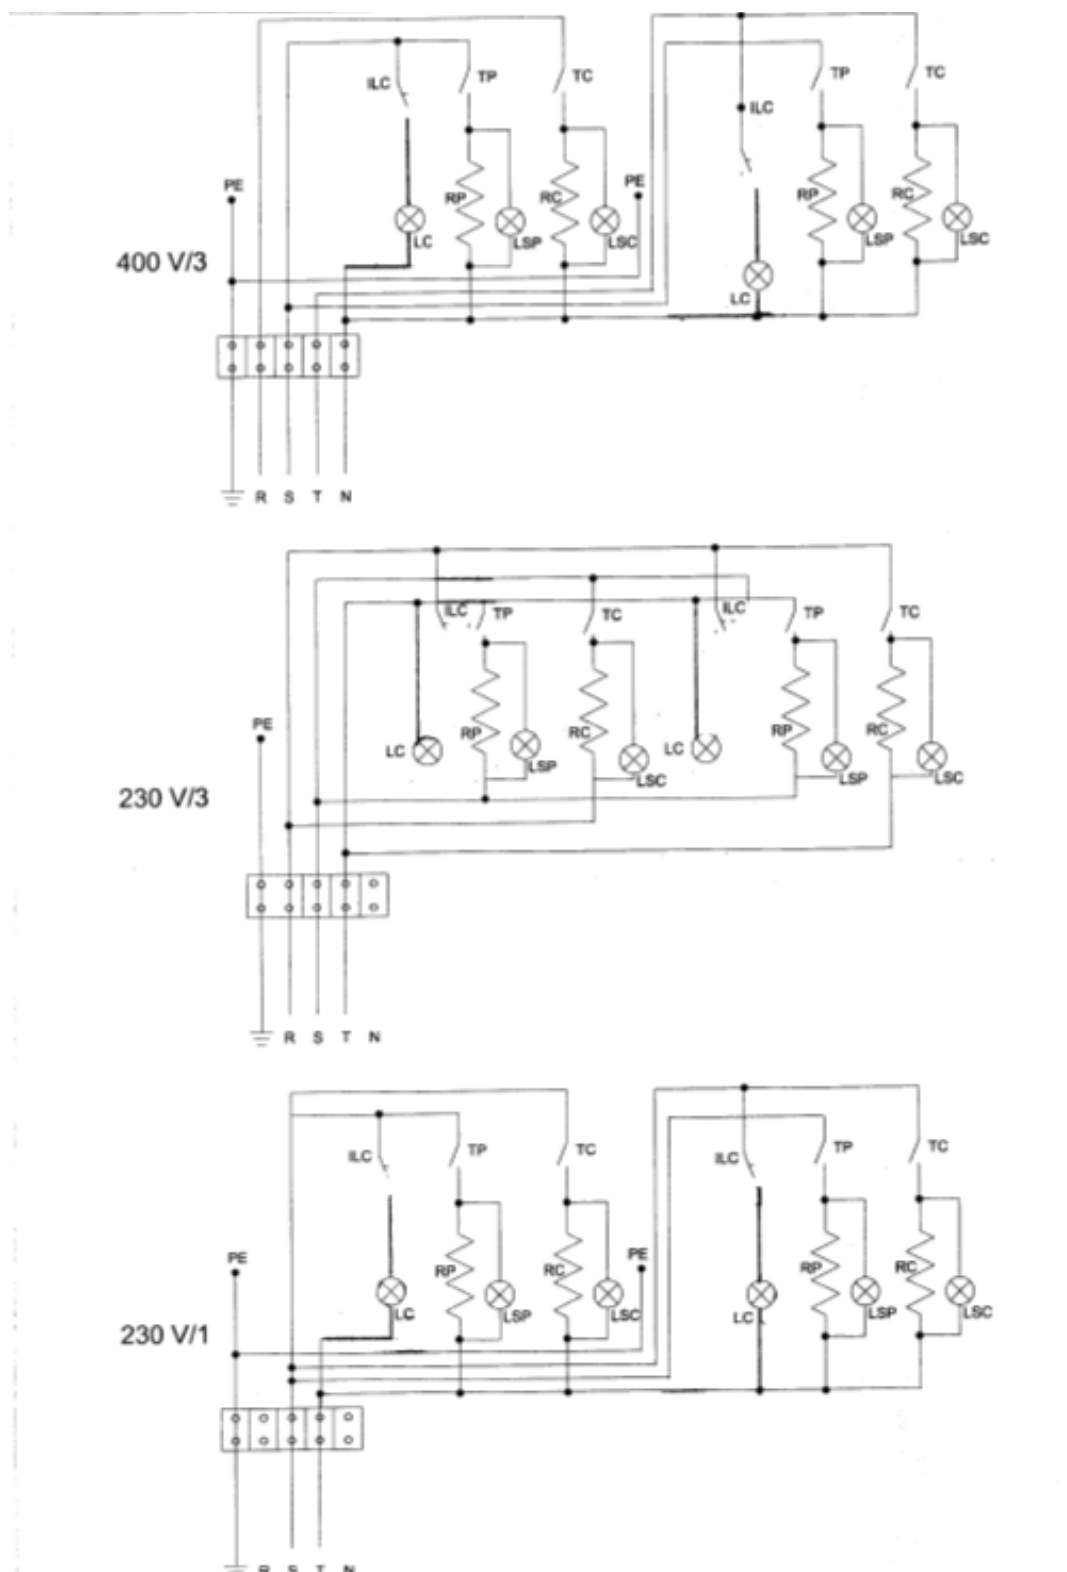 ILC TP TC TP TC
ILC
PE RP RC PE RP RC
LC LSP LSC LSP LSC
400 V/3
LC
R S T N
ILC TP TC ILC TP TC
PE RP RC RP RC
LC LSP LSC LC LSP LSC
230 V/3
R S T N
ILC TP TC ILC TP TC
PE RP RC PE RP RC
LC LSP LSC LC LSP LSC
230 V/1
R S T N